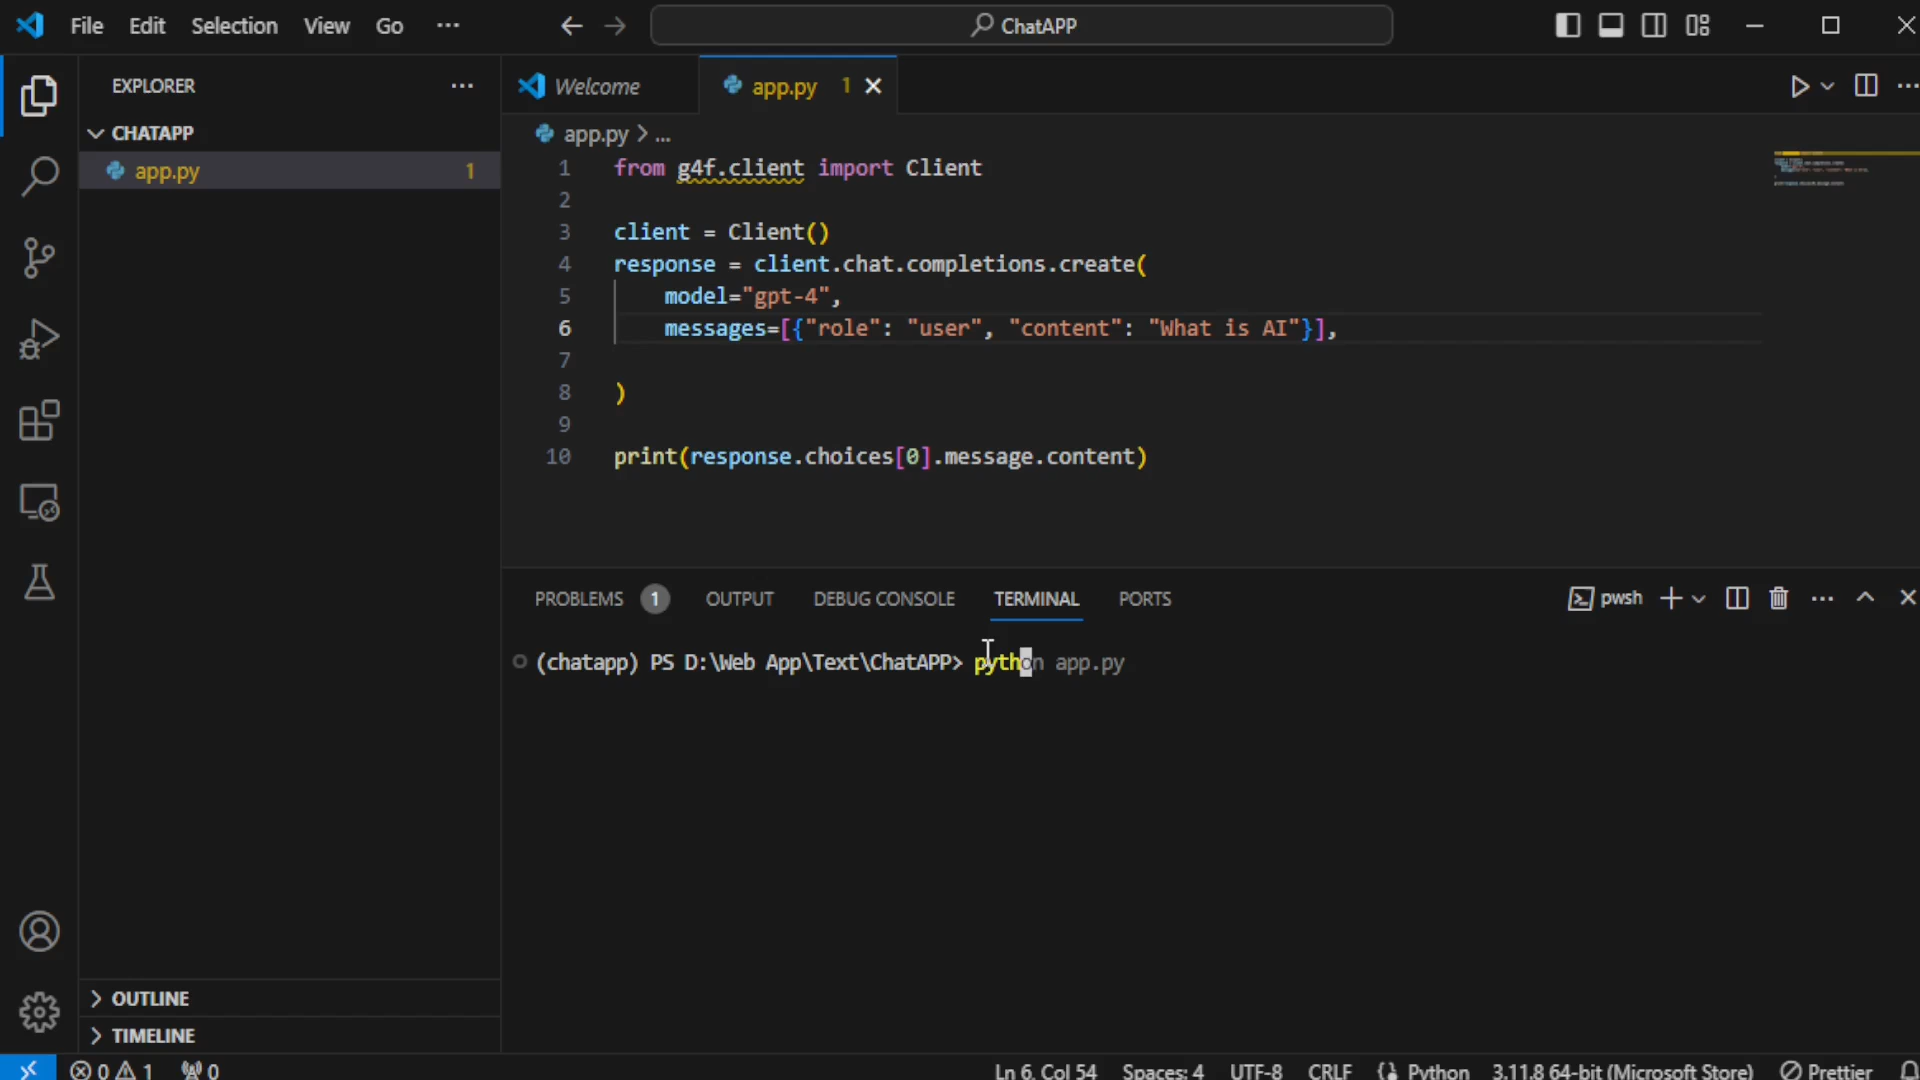 File Edit Selection View Go ···
ChatAPP
EXPLORER ···
Welcome
app.py 1
CHATAPP
app.py 1
app.py > ...
1 from g4f.client import Client
2
3 client = Client()
4 response = client.chat.completions.create(
5 model="gpt-4",
6 messages=[{"role": "user", "content": "What is AI"}],
7
8 )
9
10 print(response.choices[0].message.content)
PROBLEMS 1 OUTPUT DEBUG CONSOLE TERMINAL PORTS
pwsh
(chatapp) PS D:\Web App\Text\ChatAPP> python app.py
OUTLINE
TIMELINE
0 1 0
Ln 6, Col 54 Spaces: 4 UTF-8 CRLF Python 3.11.8 64-bit (Microsoft Store) Prettier